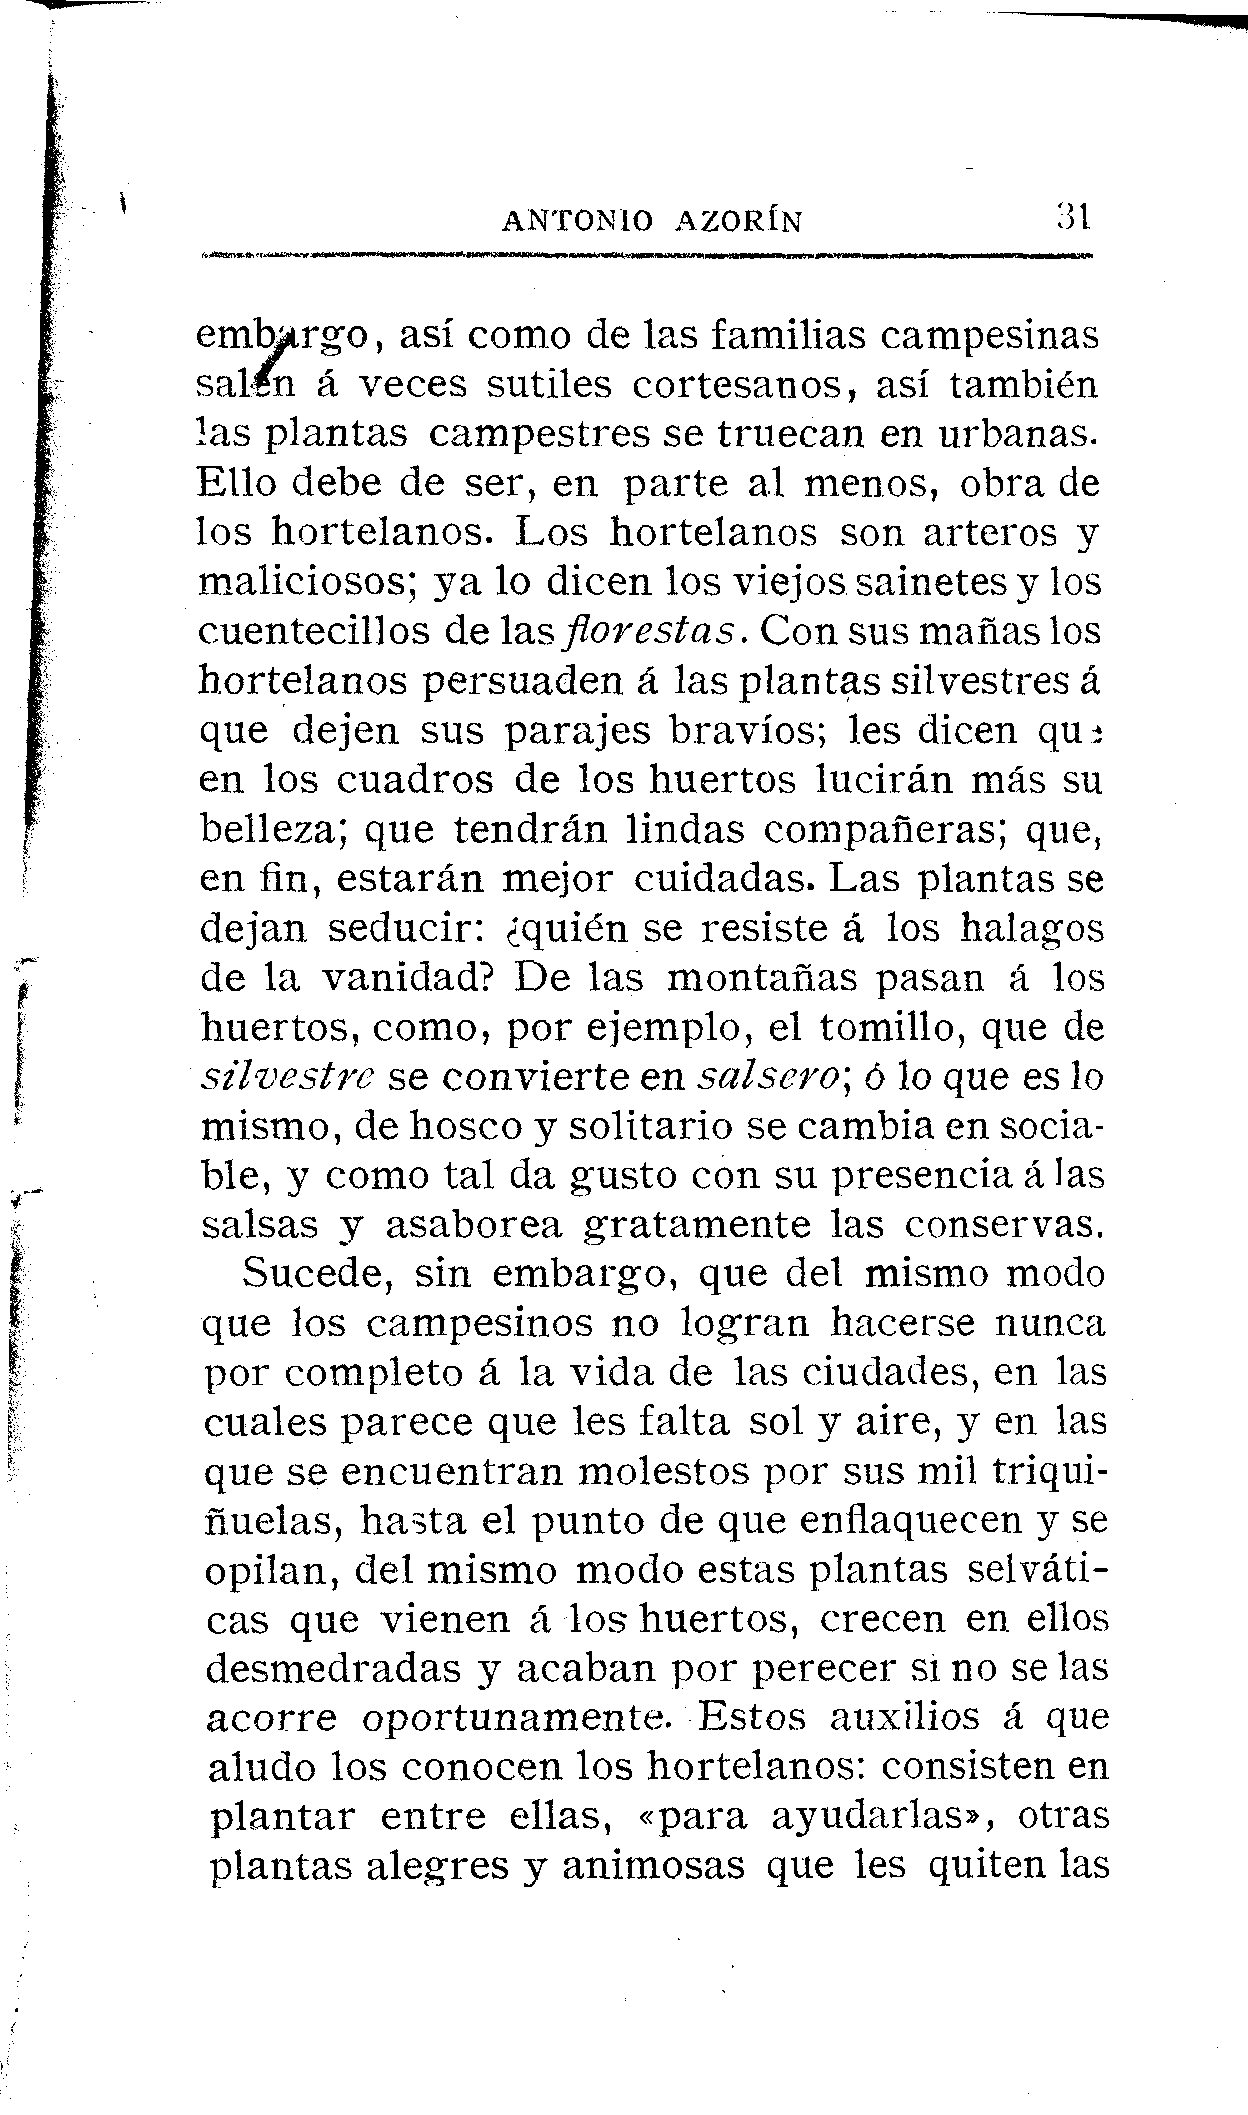 ANTONIO AZORÍN 31
embargo, así como de las familias campesinas
salen á veces sutiles cortesanos, así también
las plantas campestres se truecan en urbanas.
Ello debe de ser, en parte al menos, obra de
los hortelanos. Los hortelanos son arteros y
maliciosos; ya lo dicen los viejos sainetes y los
cuentecillos de las florestas. Con sus mañas los
hortelanos persuaden á las plantas silvestres á
que dejen sus parajes bravíos; les dicen que
en los cuadros de los huertos lucirán más su
belleza; que tendrán lindas compañeras; que,
en fin, estarán mejor cuidadas. Las plantas se
dejan seducir: ¿quién se resiste á los halagos
de la vanidad? De las montañas pasan á los
huertos, como, por ejemplo, el tomillo, que de
silvestre se convierte en salsero; ó lo que es lo
mismo, de hosco y solitario se cambia en socia-
ble, y como tal da gusto con su presencia á las
salsas y asaborea gratamente las conservas.
Sucede, sin embargo, que del mismo modo
que los campesinos no logran hacerse nunca
por completo á la vida de las ciudades, en las
cuales parece que les falta sol y aire, y en las
que se encuentran molestos por sus mil triqui-
ñuelas, hasta el punto de que enflaquecen y se
opilan, del mismo modo estas plantas selváti-
cas que vienen á los huertos, crecen en ellos
desmedradas y acaban por perecer si no se las
acorre oportunamente. Estos auxilios á que
aludo los conocen los hortelanos: consisten en
plantar entre ellas, «para ayudarlas», otras
plantas alegres y animosas que les quiten las